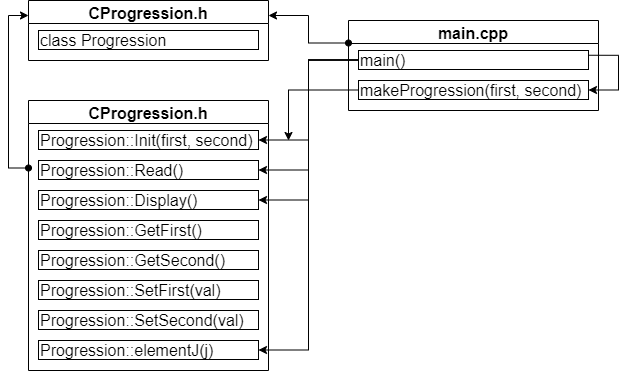 CProgression.h
class Progression
main.cpp
main()
makeProgression(first, second)
CProgression.h
Progression::Init(first, second)
Progression::Read()
Progression::Display()
Progression::GetFirst()
Progression::GetSecond()
Progression::SetFirst(val)
Progression::SetSecond(val)
Progression::elementJ(j)